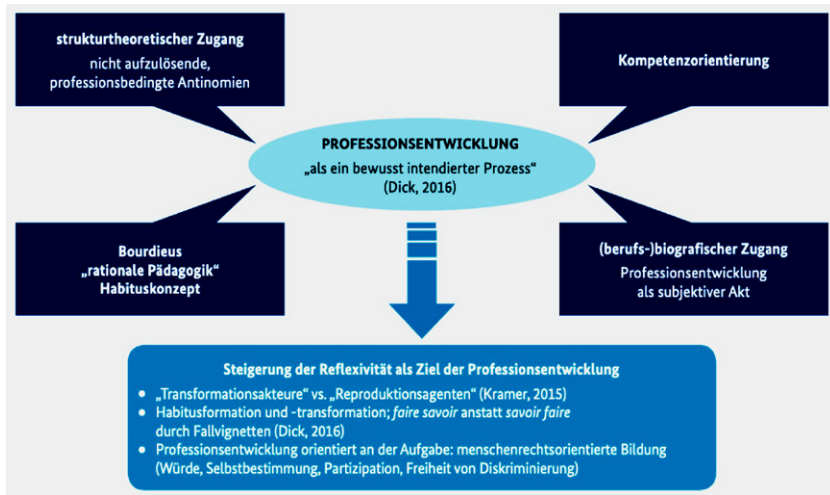 strukturtheoretischer Zugang
nicht aufzulösende,
professionsbedingte Antinomien
Kompetenzorientierung
PROFESSIONSENTWICKLUNG
„als ein bewusst intendierter Prozess“
(Dick, 2016)
Bourdieus
„rationale Pädagogik“
Habituskonzept
(berufs-)biografischer Zugang
Professionsentwicklung
als subjektiver Akt
Steigerung der Reflexivität als Ziel der Professionsentwicklung
• „Transformationsakteure“ vs. „Reproduktionsagenten“ (Kramer, 2015)
• Habitusformation und -transformation; faire savoir anstatt savoir faire
durch Fallvignetten (Dick, 2016)
• Professionsentwicklung orientiert an der Aufgabe: menschenrechtsorientierte Bildung
(Würde, Selbstbestimmung, Partizipation, Freiheit von Diskriminierung)